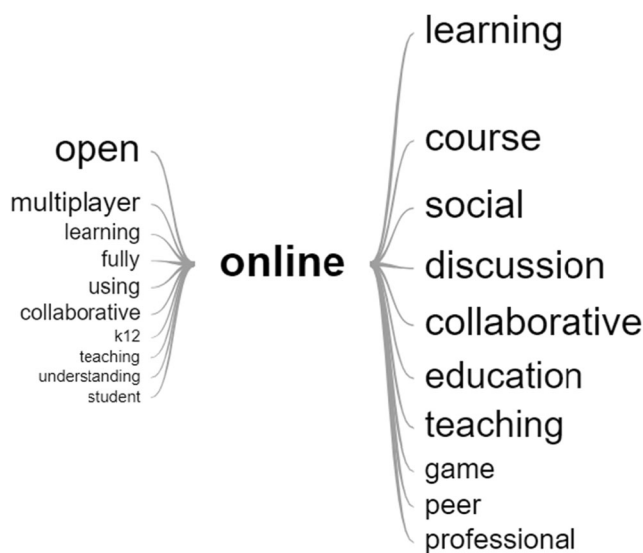 open
multiplayer
learning
fully
using
collaborative
k12
teaching
understanding
student
online
learning
course
social
discussion
collaborative
education
teaching
game
peer
professional